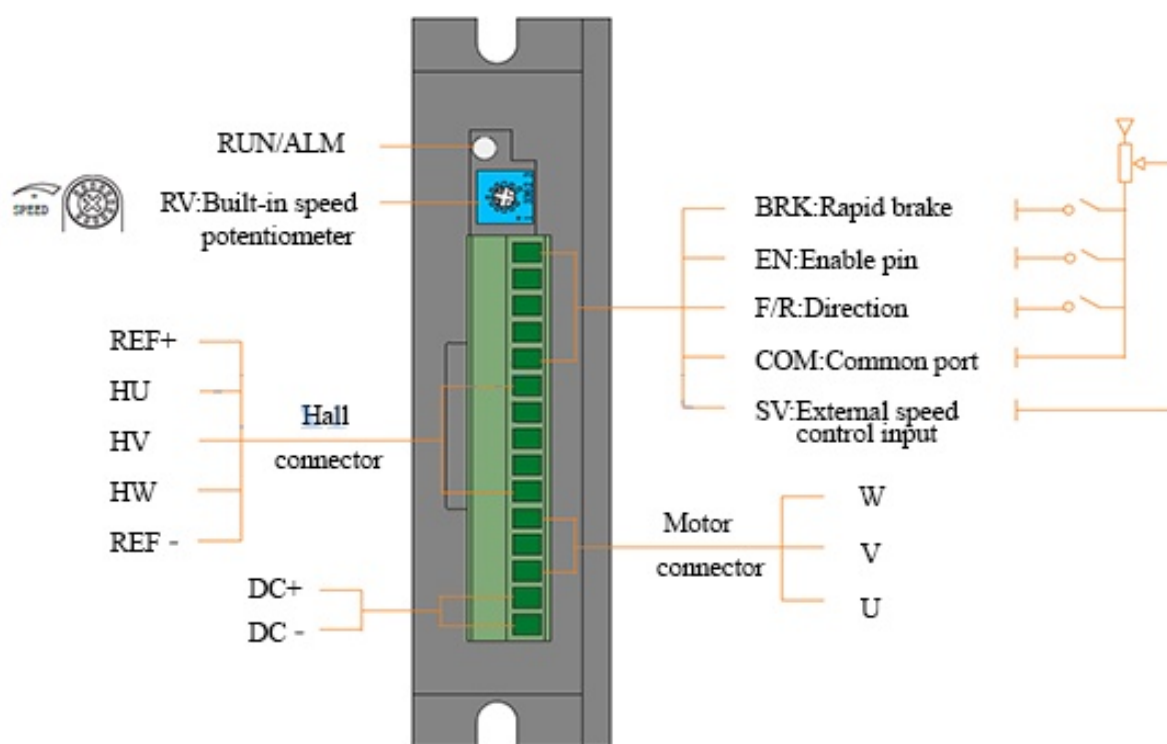 RUN/ALM
SPEED
RV:Built-in speed
potentiometer
REF+
HU
HV
HW
REF -
Hall
connector
DC+
DC -
BRK:Rapid brake
EN:Enable pin
F/R:Direction
COM:Common port
SV:External speed
control input
Motor
connector
W
V
U